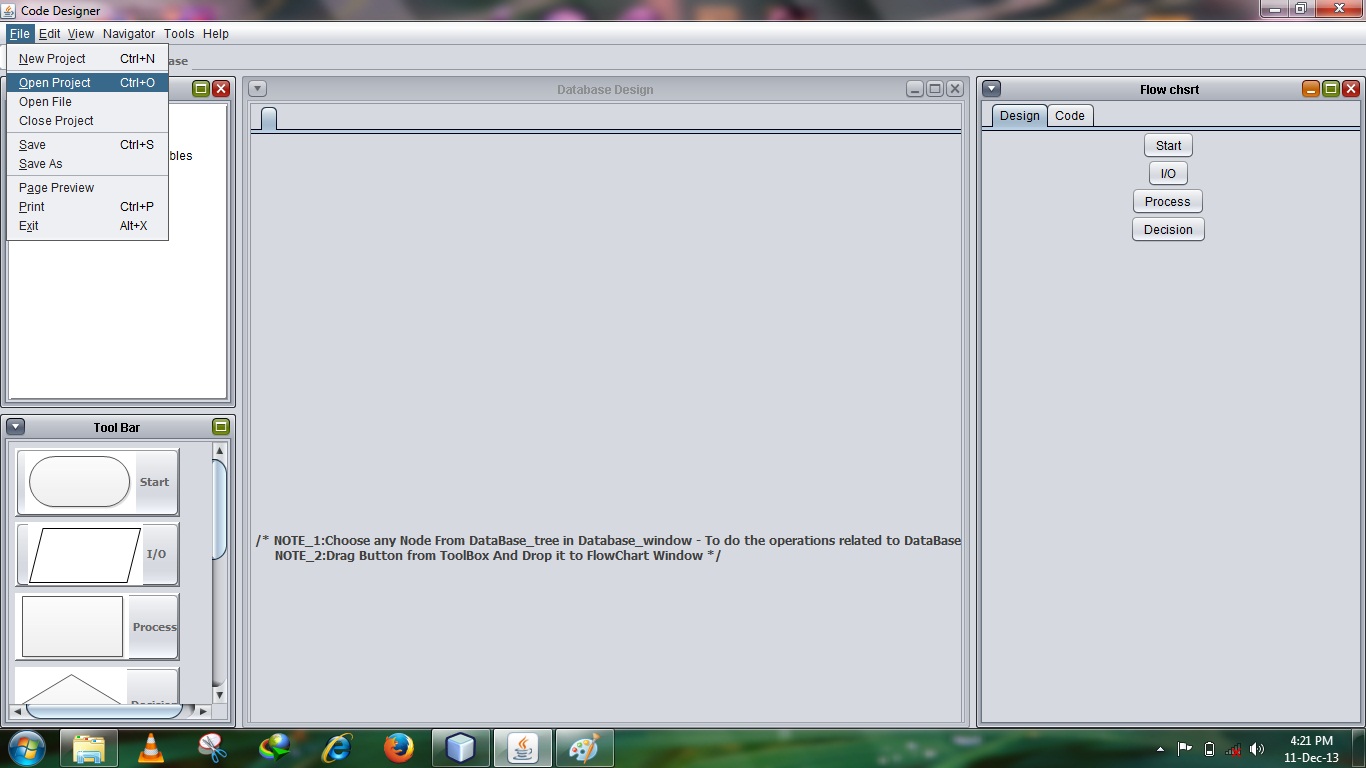 Code Designer
File Edit View Navigator Tools Help
New Project Ctrl+N
ase
Open Project Ctrl+O
Open File
Close Project
Save Ctrl+S
Save As
bles
Page Preview
Print Ctrl+P
Exit Alt+X
Tool Bar
Start
I/O
Process
Database Design
/* NOTE_1:Choose any Node From DataBase_tree in Database_window - To do the operations related to DataBase
NOTE_2:Drag Button from ToolBox And Drop it to FlowChart Window */
Flow chsrt
Design Code
Start
I/O
Process
Decision
4:21 PM
11-Dec-13